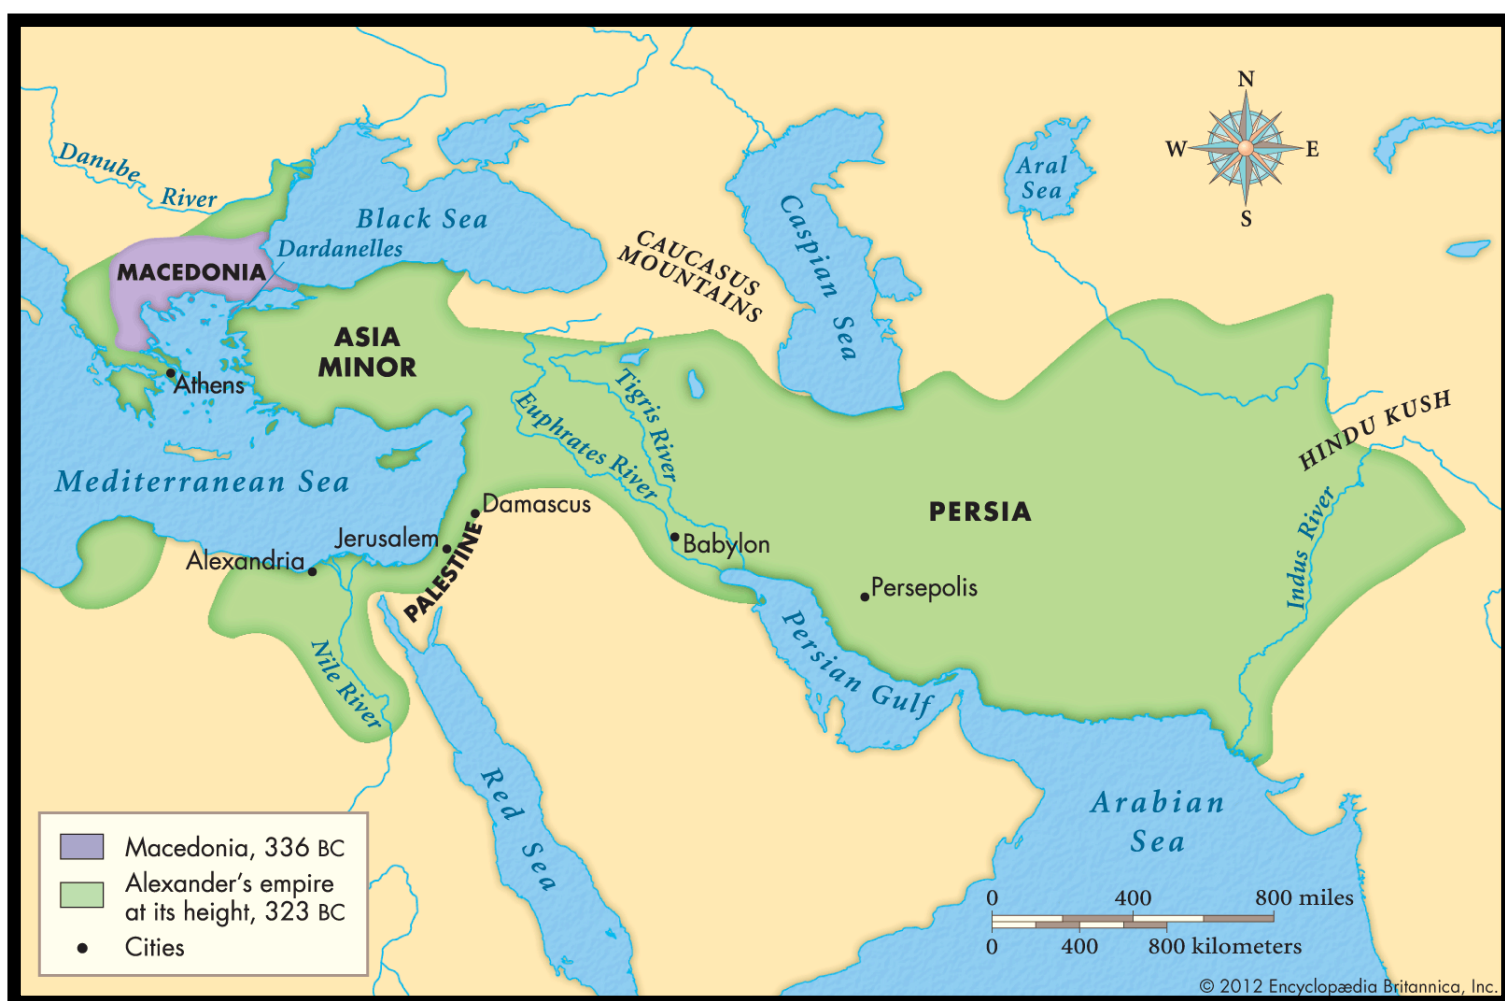 N
W
E
S
Danube
River
Black Sea
Dardanelles
MACEDONIA
CAUCASUS
MOUNTAINS
Caspian Sea
Aral
Sea
ASIA
MINOR
Athens
Tigris River
Euphrates River
HINDU KUSH
Mediterranean Sea
Damascus
PERSIA
Jerusalem
PALESTINE
Alexandria
Babylon
Persepolis
Indus River
Nile River
Persian Gulf
Red Sea
Arabian
Sea
Macedonia, 336 BC
Alexander's empire
at its height, 323 BC
Cities
0 400 800 miles
0 400 800 kilometers
© 2012 Encyclopædia Britannica, Inc.